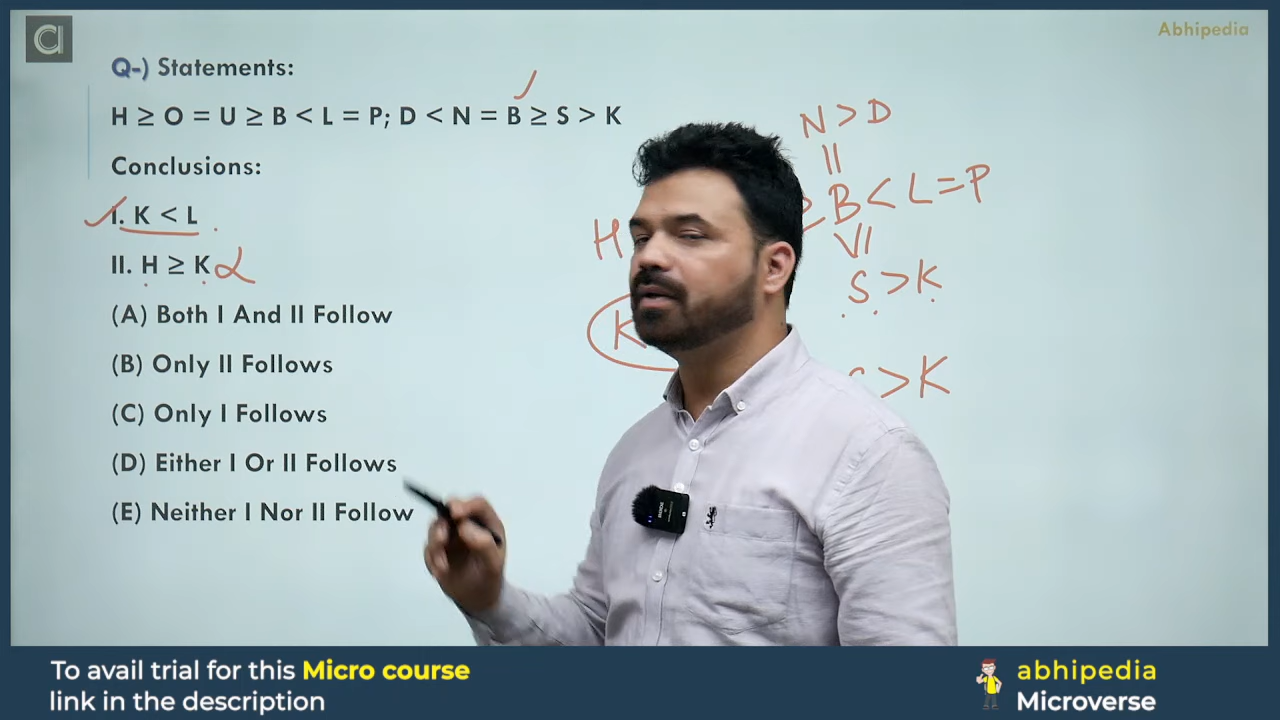 Abhipedia
Q-) Statements:
H ≥ O = U ≥ B < L = P; D < N = B ≥ S > K
Conclusions:
I. K < L
II. H ≥ K
(A) Both I And II Follow
(B) Only II Follows
(C) Only I Follows
(D) Either I Or II Follows
(E) Neither I Nor II Follow
N > D
||
B < L = P
H
S > K
K
> K
To avail trial for this Micro course
link in the description
abhipedia
Microverse